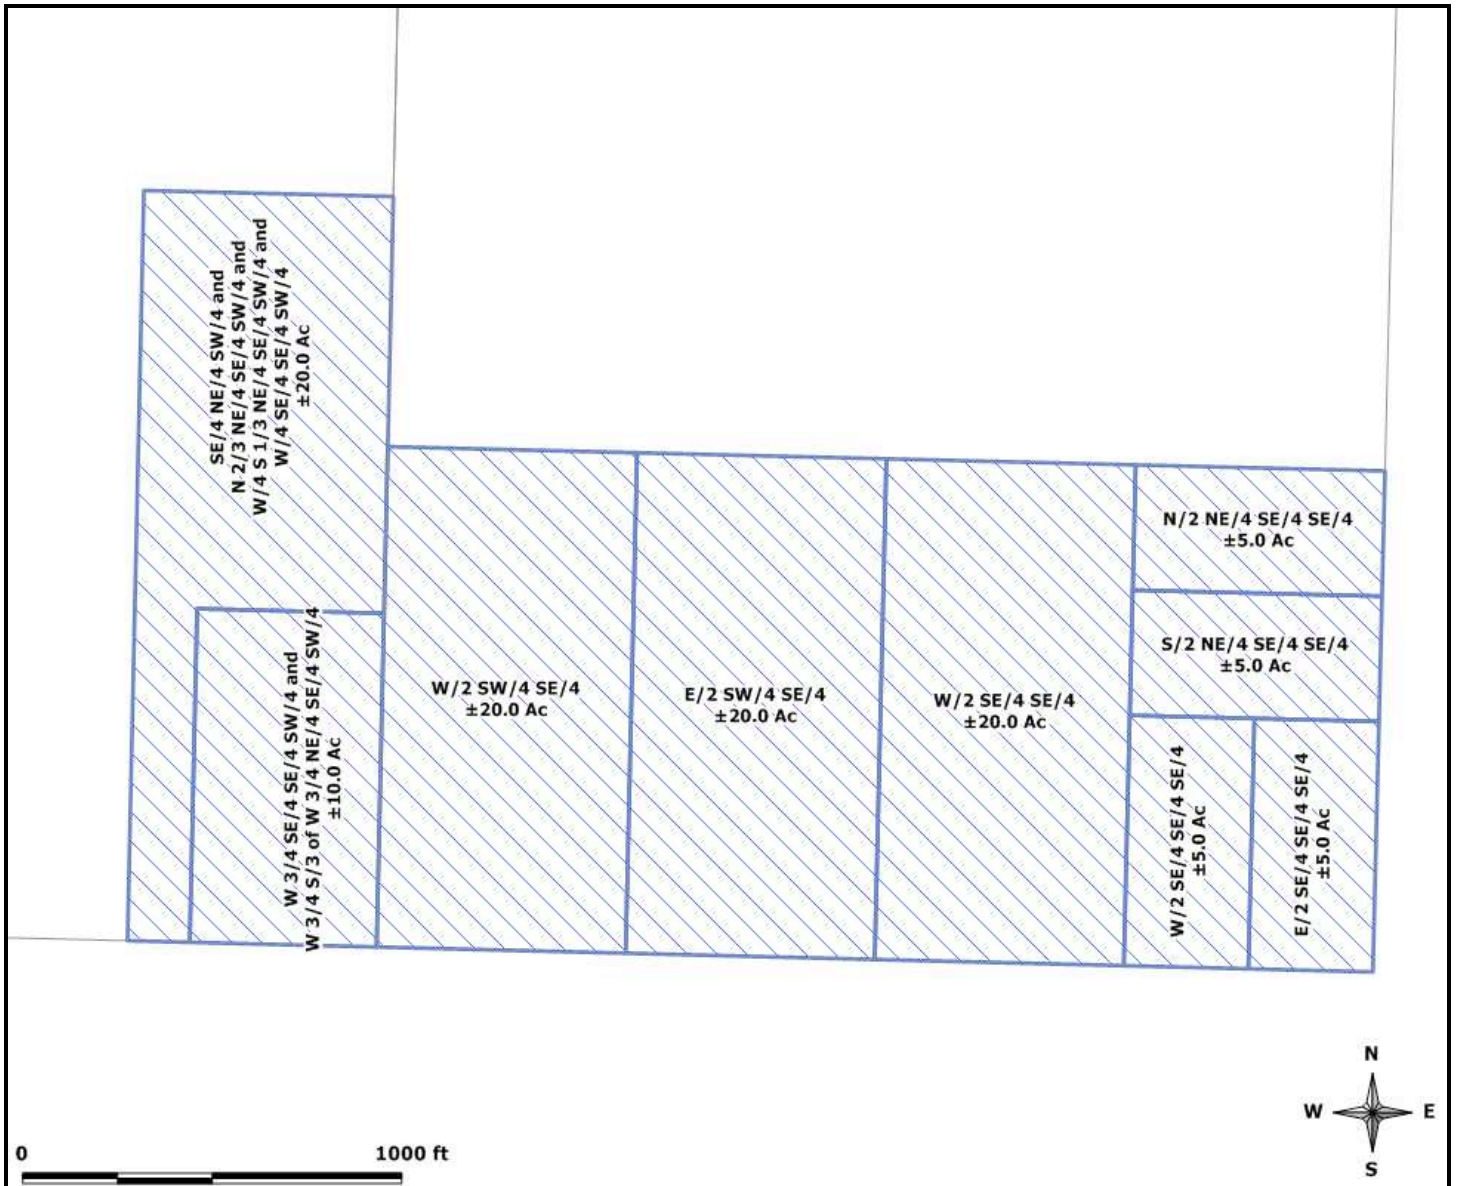 SE/4 NE/4 SW/4 and
N 2/3 NE/4 SE/4 SW/4 and
W/4 S 1/3 NE/4 SE/4 SW/4 and
W/4 SE/4 SE/4 SW/4
±20.0 Ac
W 3/4 SE/4 SE/4 SW/4 and
W 3/4 S/3 of W 3/4 NE/4 SE/4 SW/4
±10.0 Ac
W/2 SW/4 SE/4
±20.0 Ac
E/2 SW/4 SE/4
±20.0 Ac
W/2 SE/4 SE/4
±20.0 Ac
N/2 NE/4 SE/4 SE/4
±5.0 Ac
S/2 NE/4 SE/4 SE/4
±5.0 Ac
W/2 SE/4 SE/4 SE/4
±5.0 Ac
E/2 SE/4 SE/4 SE/4
±5.0 Ac
N
W E
S
0 1000 ft